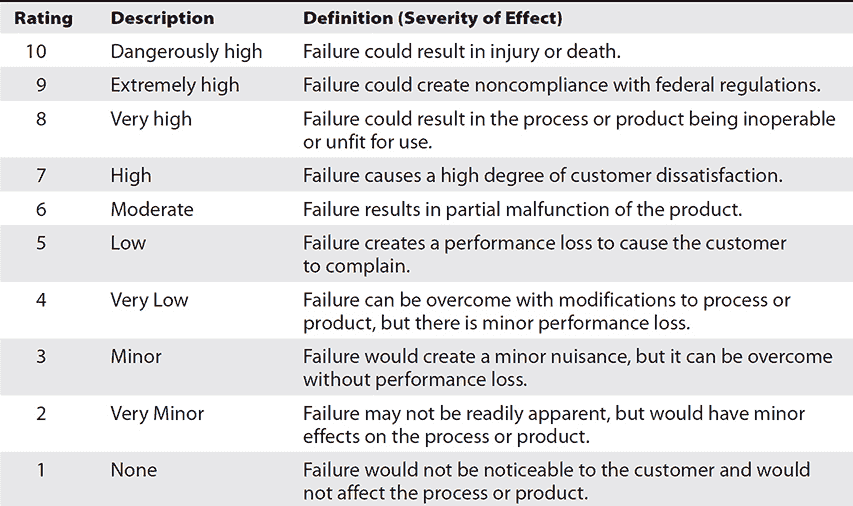 Rating Description Definition (Severity of Effect)
10 Dangerously high Failure could result in injury or death.
9 Extremely high Failure could create noncompliance with federal regulations.
8 Very high Failure could result in the process or product being inoperable
or unfit for use.
7 High Failure causes a high degree of customer dissatisfaction.
6 Moderate Failure results in partial malfunction of the product.
5 Low Failure creates a performance loss to cause the customer
to complain.
4 Very Low Failure can be overcome with modifications to process or
product, but there is minor performance loss.
3 Minor Failure would create a minor nuisance, but it can be overcome
without performance loss.
2 Very Minor Failure may not be readily apparent, but would have minor
effects on the process or product.
1 None Failure would not be noticeable to the customer and would
not affect the process or product.